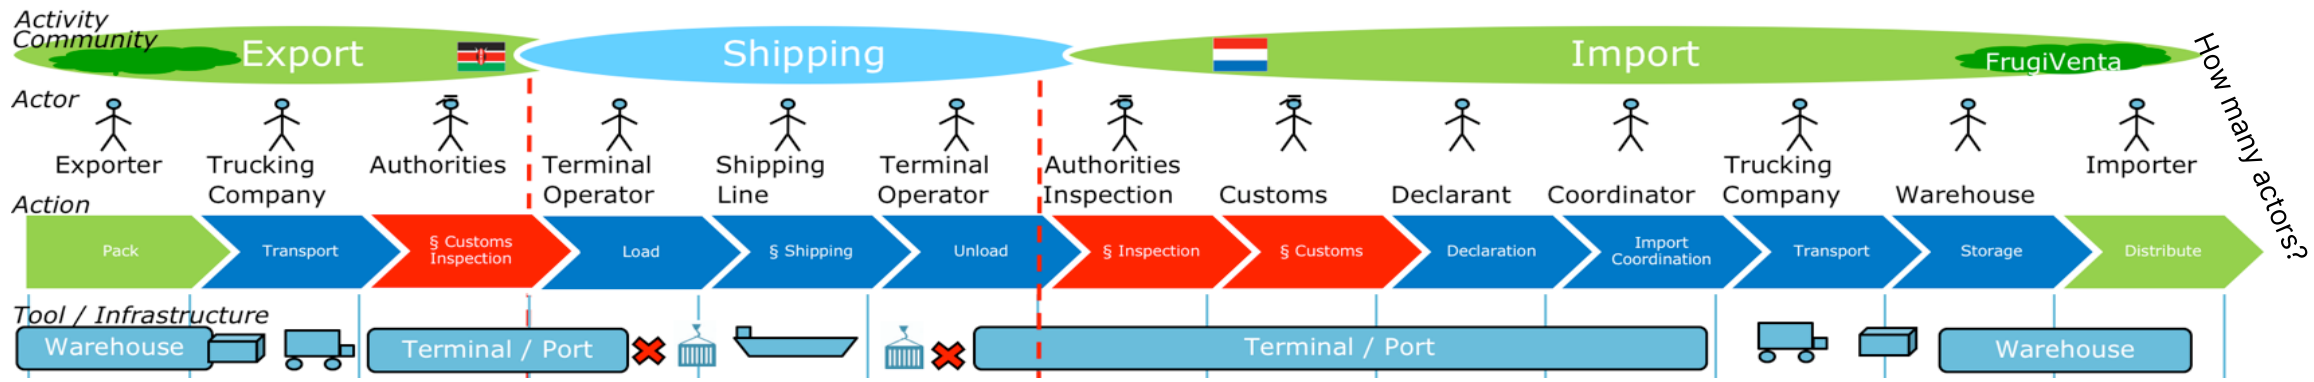 Activity
Community
Export
Shipping
Import
FrugiVenta
How many actors?
Actor
Exporter
Trucking
Company
Authorities
Terminal
Operator
Shipping
Line
Terminal
Operator
Authorities
Inspection
Customs
Declarant
Coordinator
Trucking
Company
Warehouse
Importer
Action
Pack
Transport
§ Customs
Inspection
Load
§ Shipping
Unload
§ Inspection
§ Customs
Declaration
Import
Coordination
Transport
Storage
Distribute
Tool / Infrastructure
Warehouse
Terminal / Port
Terminal / Port
Warehouse